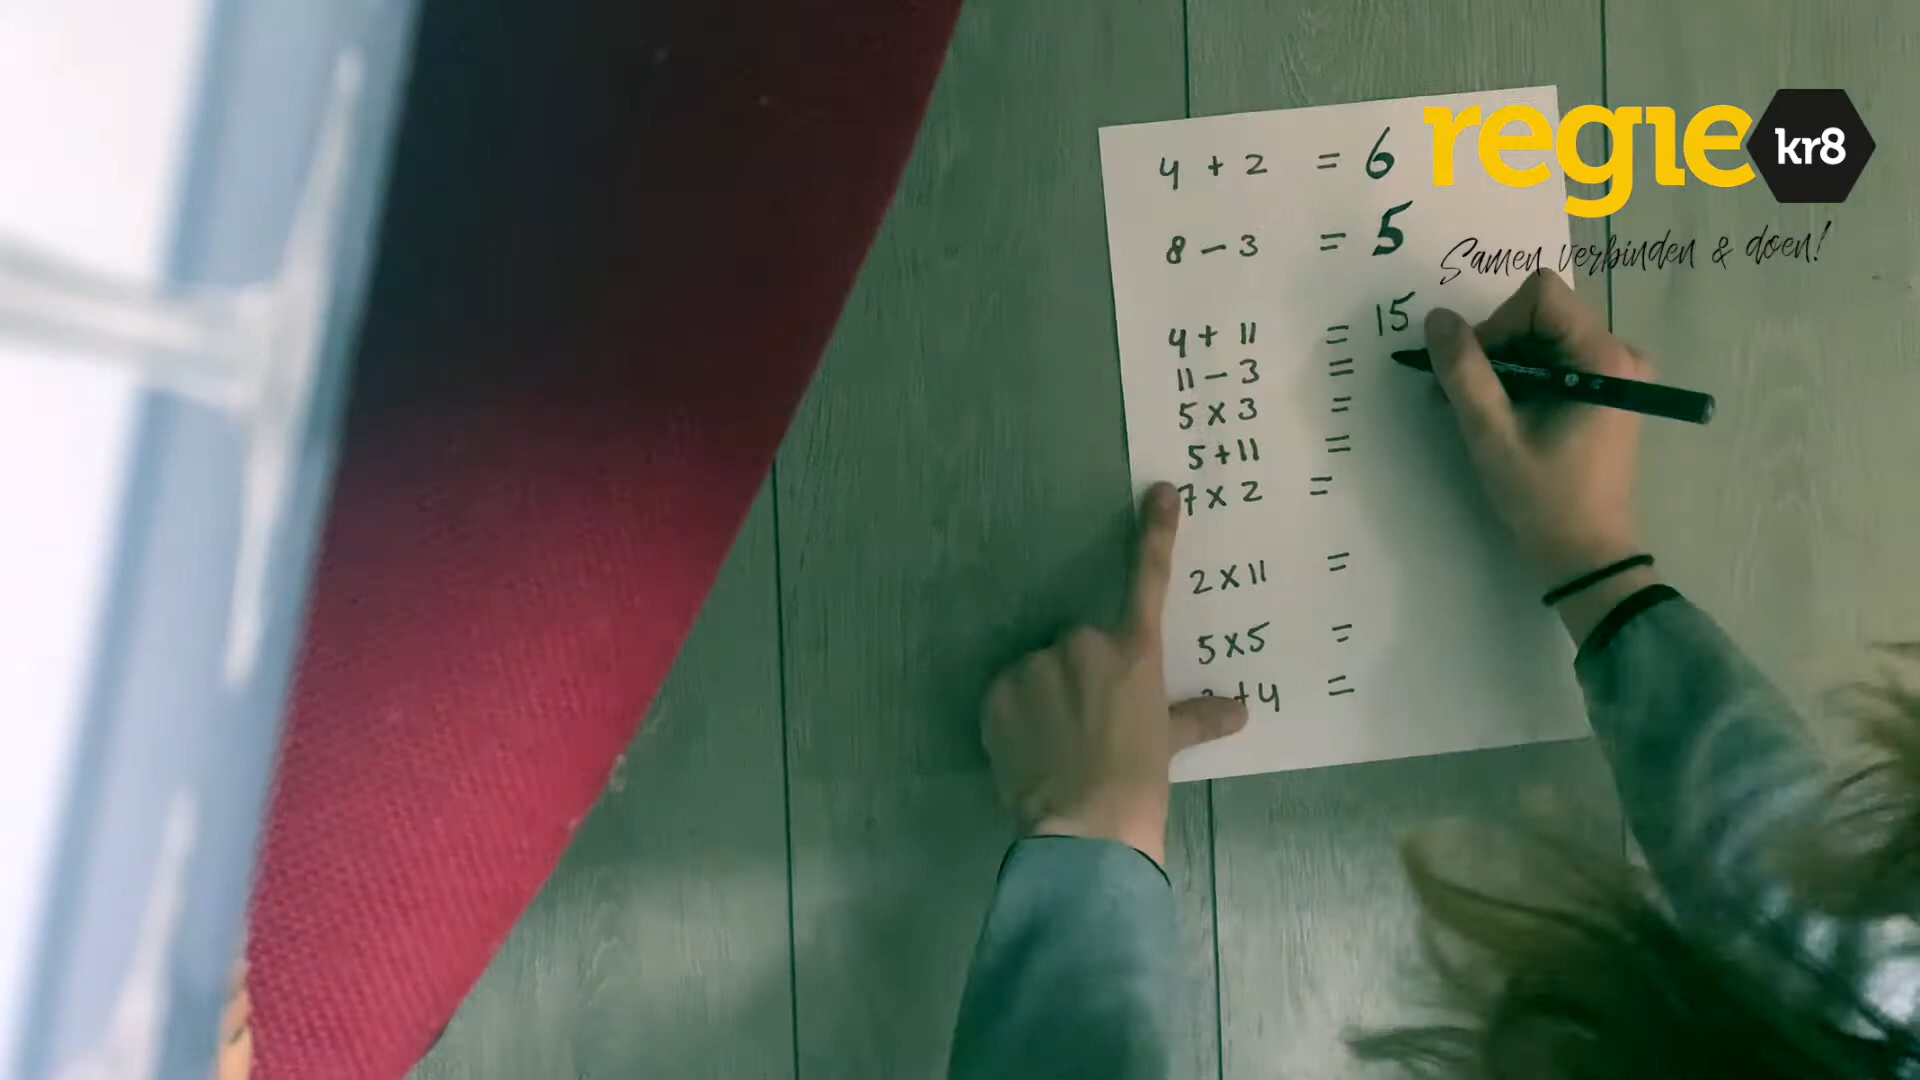 regie kr8
Samen verbinden & doen!
4 + 2 = 6
8 - 3 = 5
4 + 11 = 15
11 - 3 =
5 x 3 =
5 + 11 =
7 x 2 =
2 x 11 =
5 x 5 =
+ 4 =